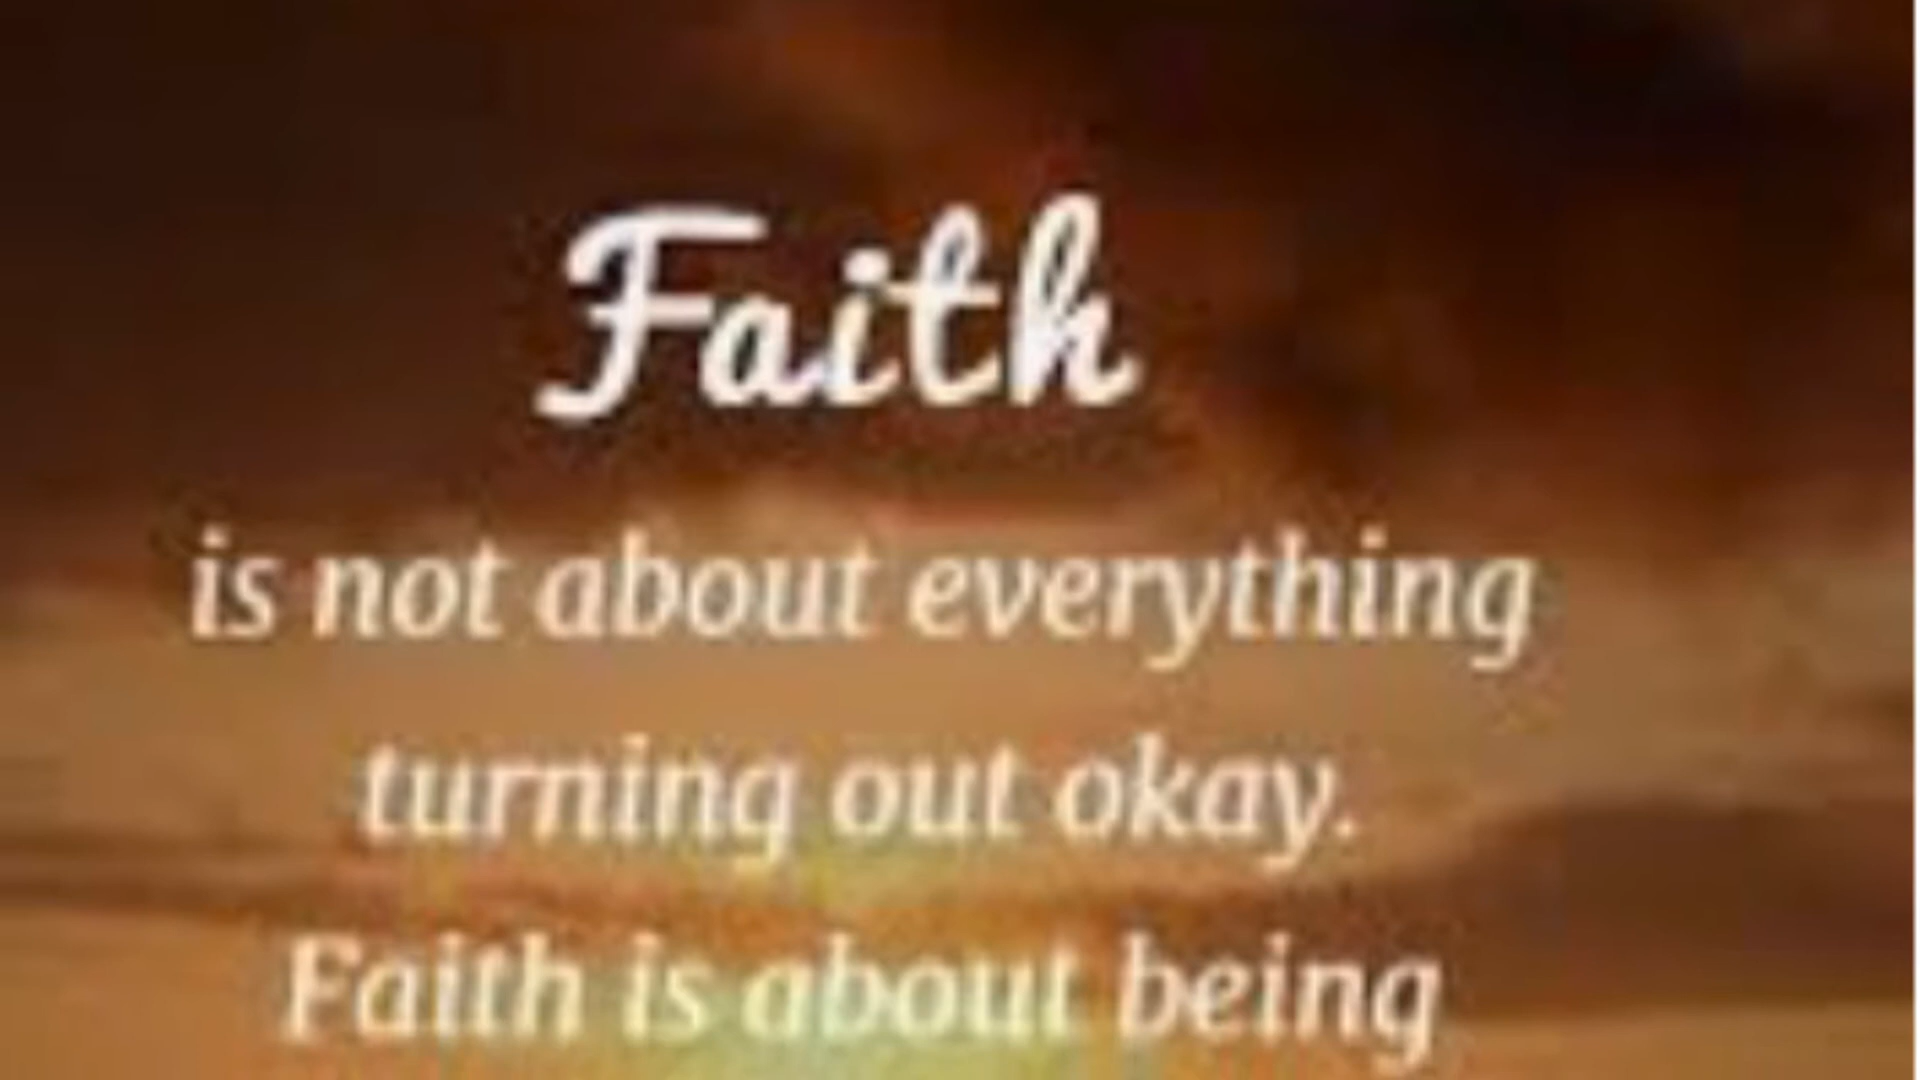 Faith
is not about everything
turning out okay.
Faith is about being